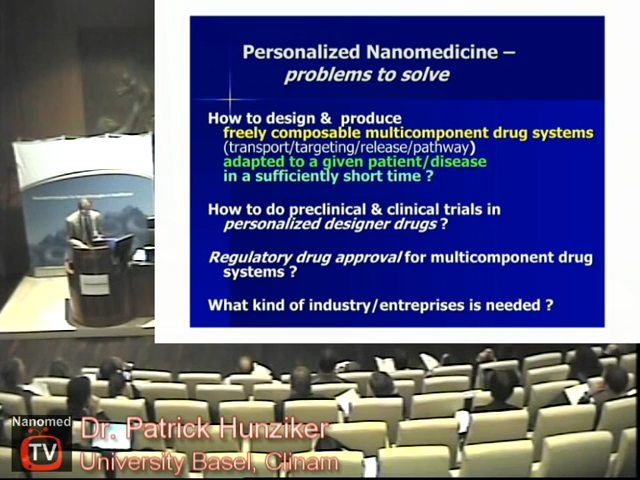 Personalized Nanomedicine –
problems to solve
How to design & produce
freely composable multicomponent drug systems
(transport/targeting/release/pathway)
adapted to a given patient/disease
in a sufficiently short time ?
How to do preclinical & clinical trials in
personalized designer drugs ?
Regulatory drug approval for multicomponent drug
systems ?
What kind of industry/entreprises is needed ?
Nanomed
TV
Dr. Patrick Hunziker
University Basel, Clinam